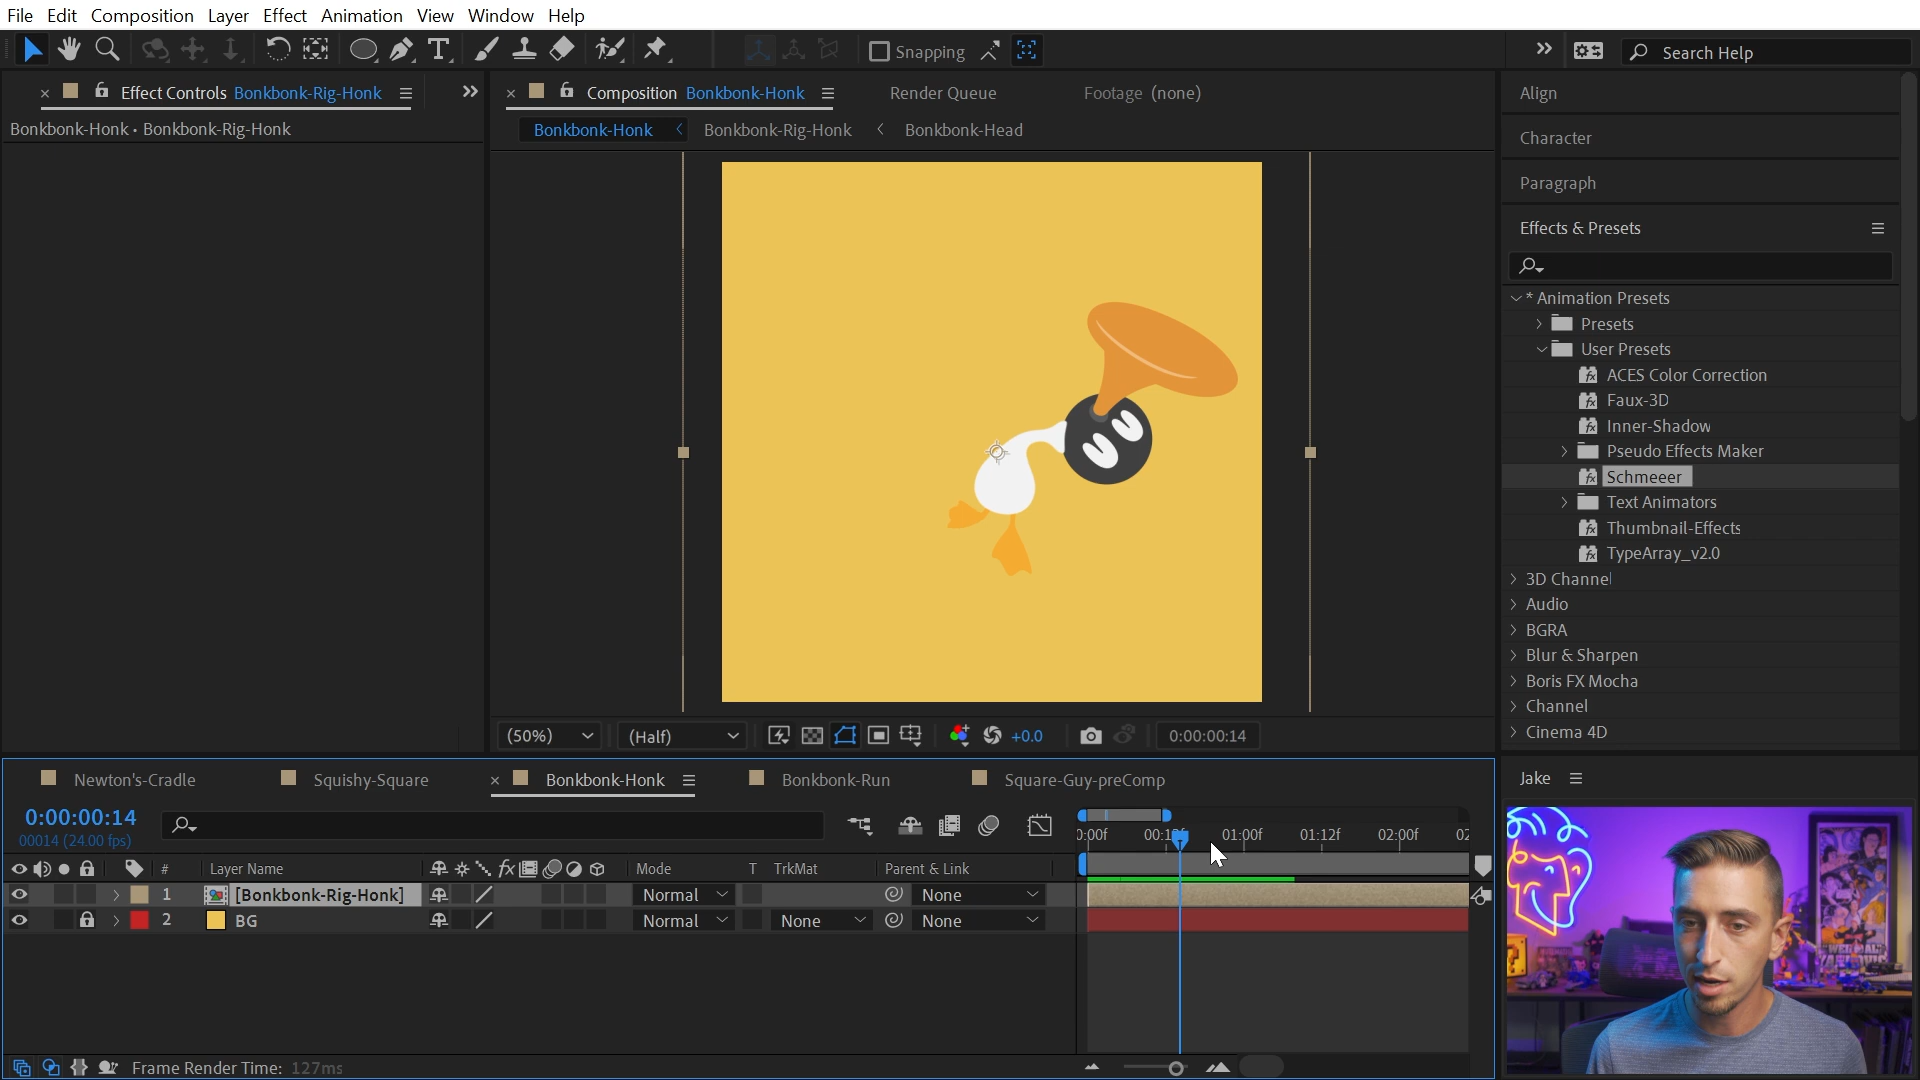 File Edit Composition Layer Effect Animation View Window Help
Snapping
Search Help
Effect Controls Bonkbonk-Rig-Honk
Bonkbonk-Honk • Bonkbonk-Rig-Honk
Composition Bonkbonk-Honk
Render Queue
Footage (none)
Bonkbonk-Honk
Bonkbonk-Rig-Honk
Bonkbonk-Head
(50%)
(Half)
+0.0
0:00:00:14
Align
Character
Paragraph
Effects & Presets
* Animation Presets
Presets
User Presets
ACES Color Correction
Faux-3D
Inner-Shadow
Pseudo Effects Maker
Schmeeer
Text Animators
Thumbnail-Effects
TypeArray_v2.0
3D Channel
Audio
BGRA
Blur & Sharpen
Boris FX Mocha
Channel
Cinema 4D
Newton's-Cradle
Squishy-Square
Bonkbonk-Honk
Bonkbonk-Run
Square-Guy-preComp
0:00:00:14
00014 (24.00 fps)
01:00f
01:12f
02:00f
# Layer Name
Mode
T TrkMat
Parent & Link
1 [Bonkbonk-Rig-Honk]
Normal
None
2 BG
Normal
None
None
Frame Render Time: 127ms
Jake